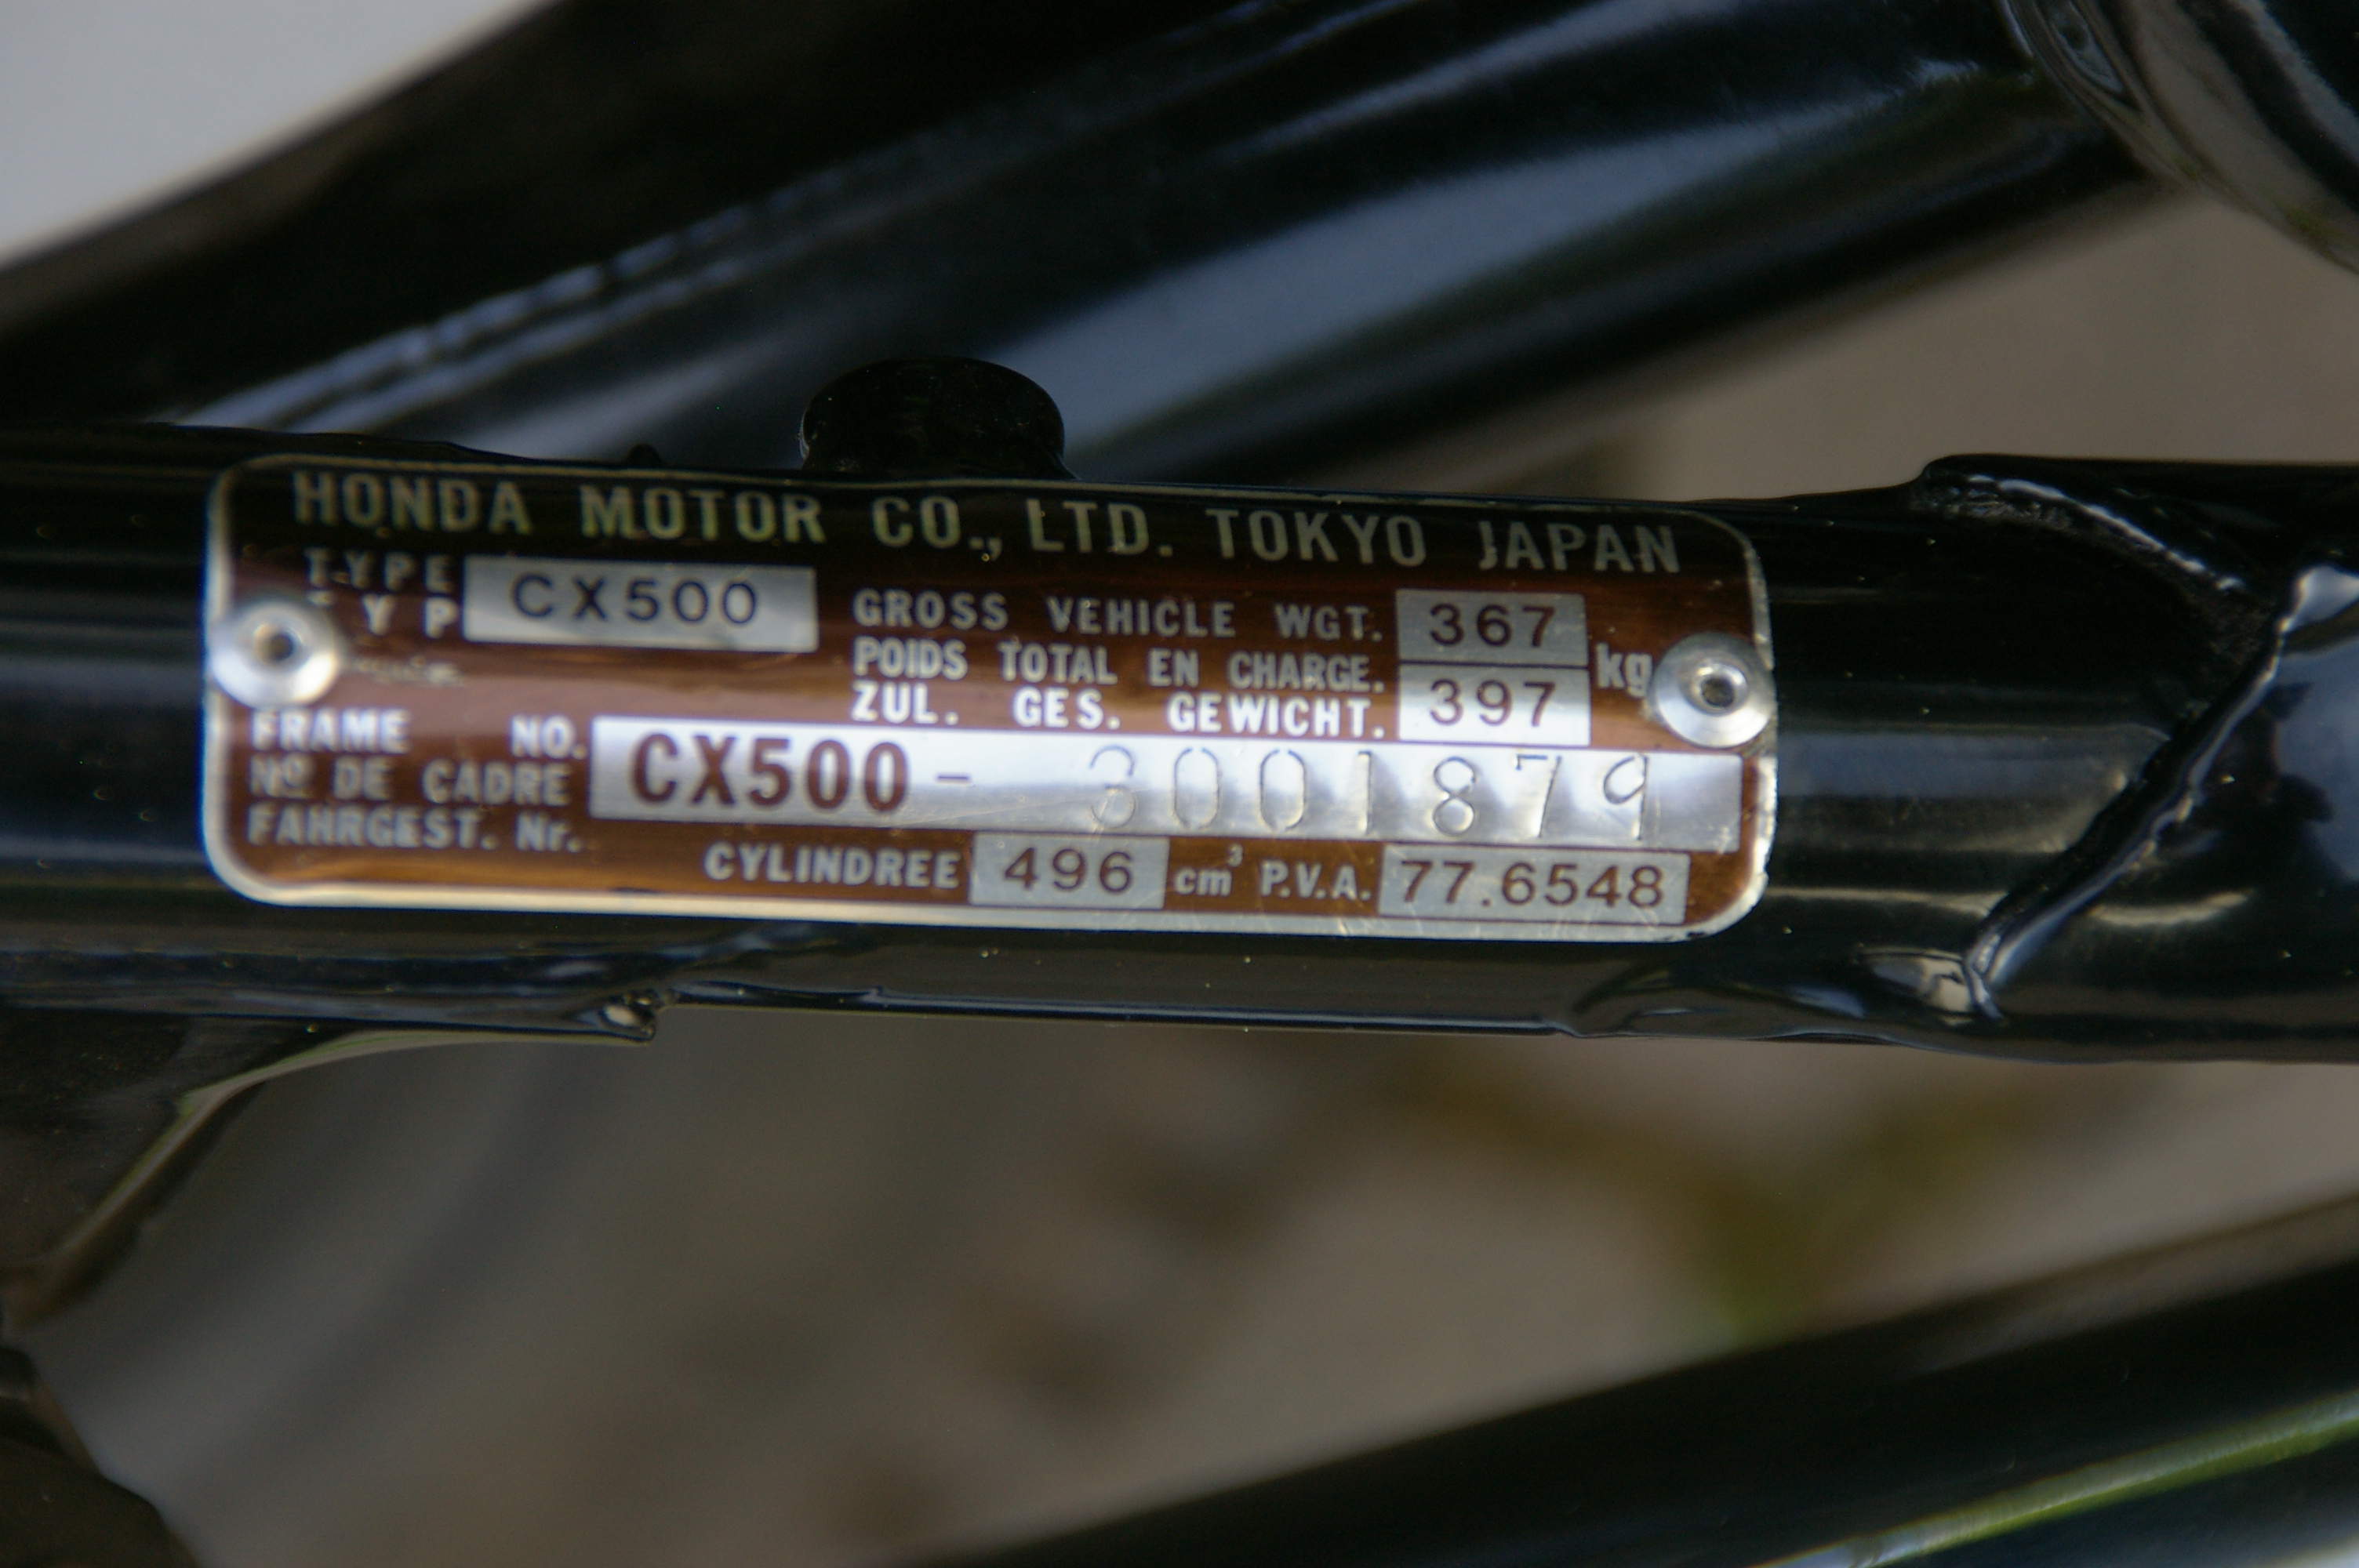 HONDA MOTOR CO., LTD. TOKYO JAPAN
TYPE CX500
TYP
GROSS VEHICLE WGT. 367
POIDS TOTAL EN CHARGE. kg
ZUL. GES. GEWICHT. 397
FRAME NO. CX500- 3001879
Nº DE CADRE
FAHRGEST. Nr.
CYLINDREE 496 cm³ P.V.A. 77.6548